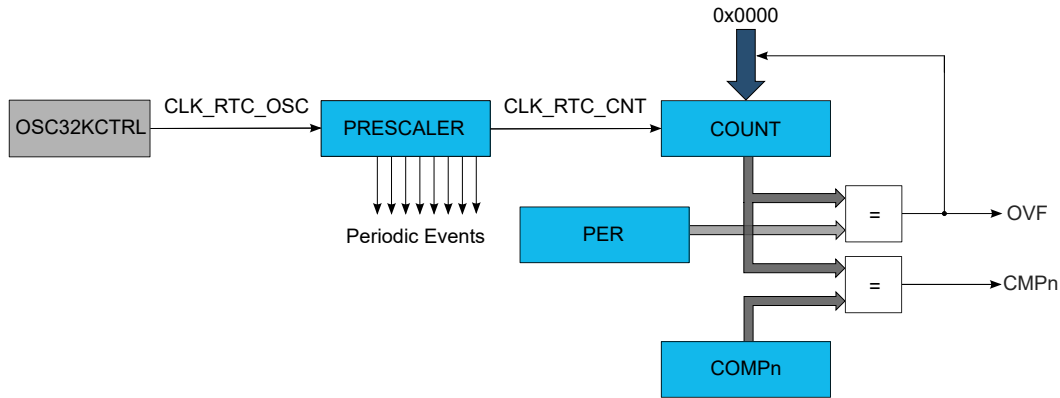 0x0000
OSC32KCTRL
CLK_RTC_OSC
PRESCALER
CLK_RTC_CNT
COUNT
Periodic Events
PER
=
OVF
=
CMPn
COMPn